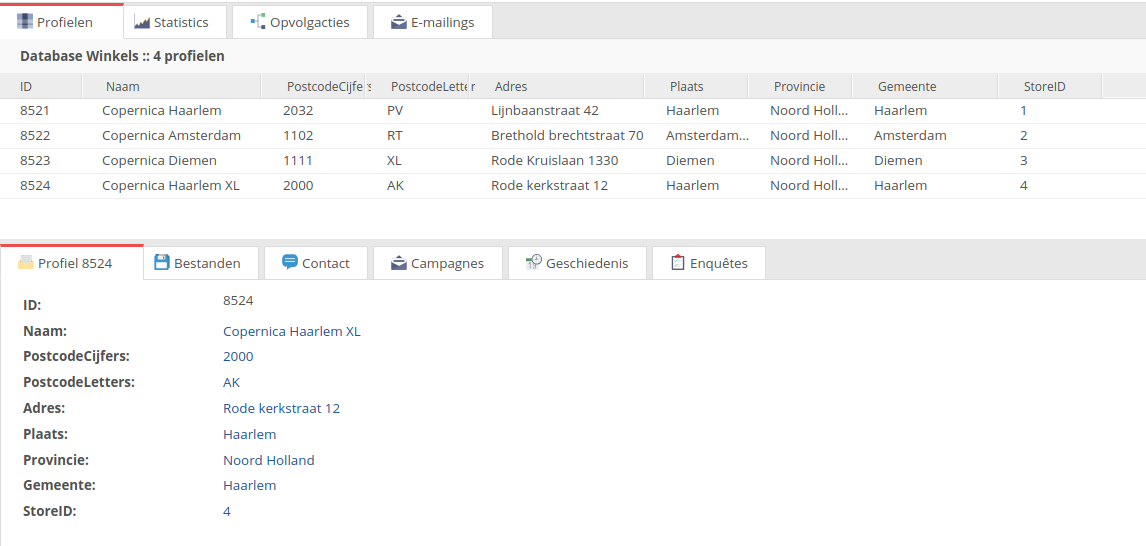 Profielen Statistics Opvolgacties E-mailings
Database Winkels :: 4 profielen
ID Naam PostcodeCijfers PostcodeLetter Adres Plaats Provincie Gemeente StoreID
8521 Copernica Haarlem 2032 PV Lijnbaanstraat 42 Haarlem Noord Holl... Haarlem 1
8522 Copernica Amsterdam 1102 RT Brethold brechtstraat 70 Amsterdam... Noord Holl... Amsterdam 2
8523 Copernica Diemen 1111 XL Rode Kruislaan 1330 Diemen Noord Holl... Diemen 3
8524 Copernica Haarlem XL 2000 AK Rode kerkstraat 12 Haarlem Noord Holl... Haarlem 4
Profiel 8524 Bestanden Contact Campagnes Geschiedenis Enquêtes
ID: 8524
Naam: Copernica Haarlem XL
PostcodeCijfers: 2000
PostcodeLetters: AK
Adres: Rode kerkstraat 12
Plaats: Haarlem
Provincie: Noord Holland
Gemeente: Haarlem
StoreID: 4